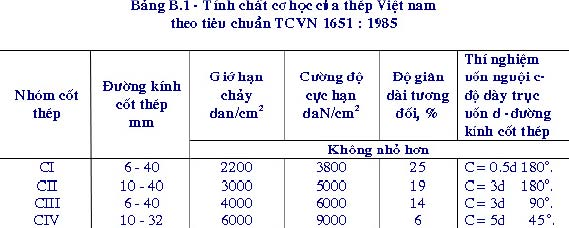 Bảng B.1 - Tính chất cơ học của thép Việt nam
theo tiêu chuẩn TCVN 1651 : 1985
Nhóm cốt thép | Đường kính cốt thép mm | Giớ hạn chảy dan/cm² | Cường độ cực hạn daN/cm² | Độ giãn dài tương đối, % | Thí nghiệm uốn nguội c- độ dày trục uốn d -đường kính cốt thép
Không nhỏ hơn
CI 6 - 40 2200 3800 25 C = 0.5d 180°.
CII 10 - 40 3000 5000 19 C = 3d 180°.
CIII 6 - 40 4000 6000 14 C = 3d 90°.
CIV 10 - 32 6000 9000 6 C = 5d 45°.